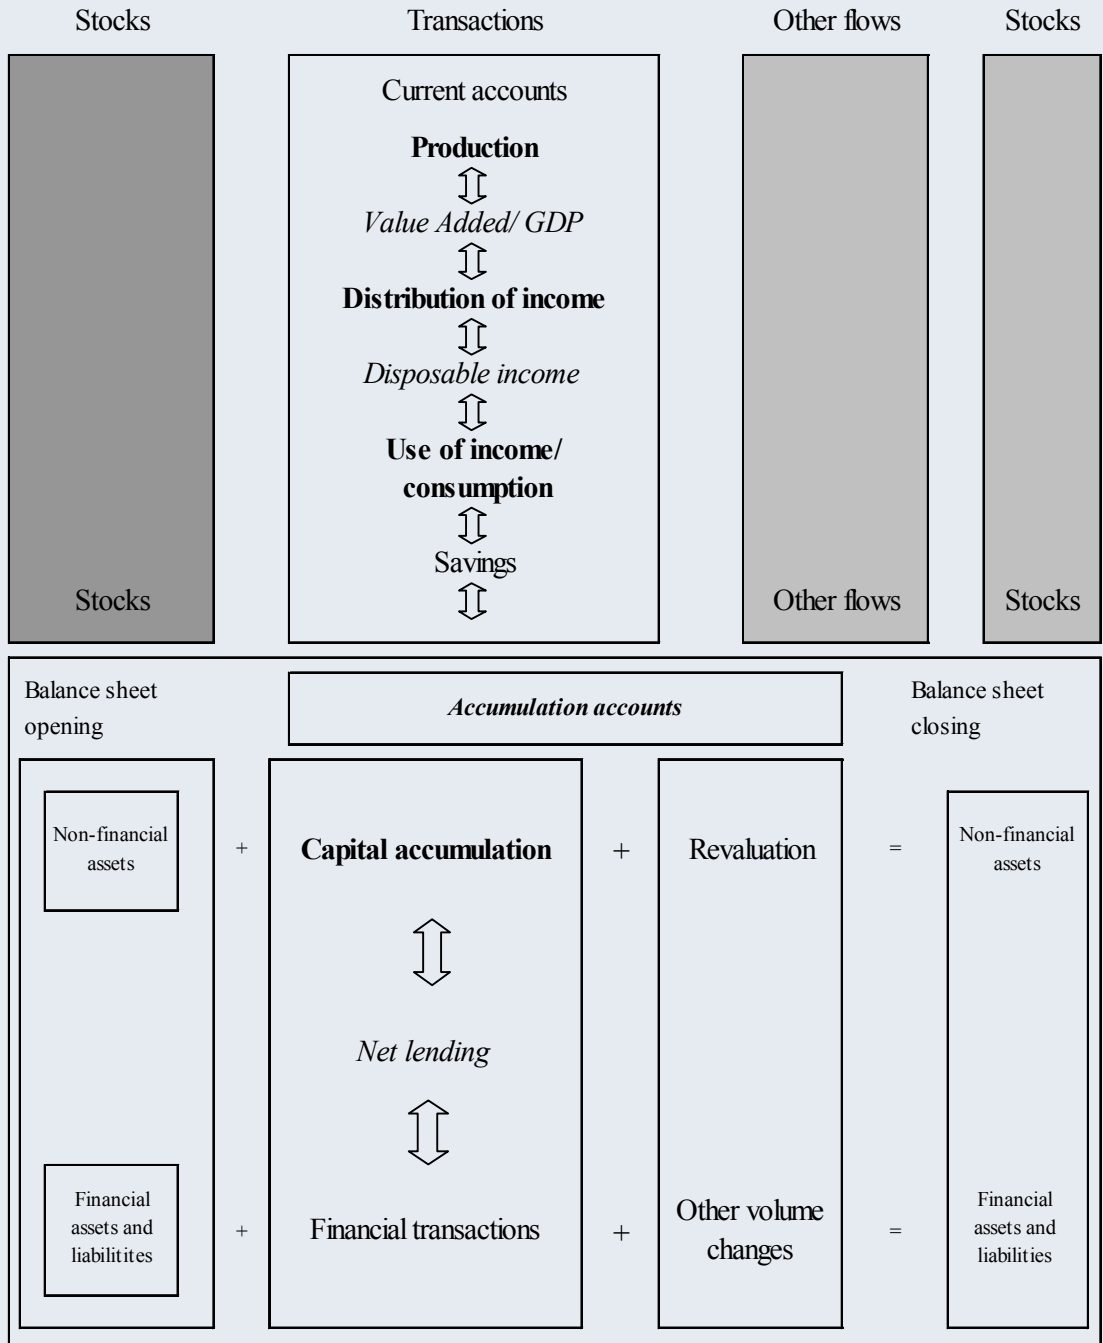 Stocks
Transactions
Other flows
Stocks
Current accounts
Production
Value Added/ GDP
Distribution of income
Disposable income
Use of income/
consumption
Savings
Stocks
Other flows
Stocks
Balance sheet
opening
Accumulation accounts
Balance sheet
closing
Non-financial
assets
+
Capital accumulation
+
Revaluation
=
Non-financial
assets
Net lending
Financial
assets and
liabilitites
+
Financial transactions
+
Other volume
changes
=
Financial
assets and
liabilities